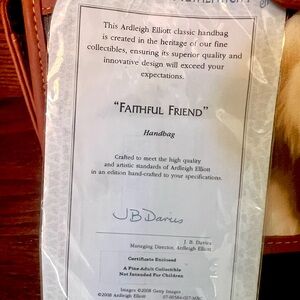 This Ardleigh Elliott classic handbag
is created in the heritage of our fine
collectibles, ensuring its superior quality and
innovative design will exceed your
expectations.
"FAITHFUL FRIEND"
Handbag
Crafted to meet the high quality
and artistic standards of Ardleigh Elliott
in an edition hand-crafted to your specifications.
JB Davies
J. B. Davies
Managing Director, Ardleigh Elliott
Certificate Enclosed
A Fine Adult Collectible
Not Intended For Children
Images ©2008 Getty Images
©2008 Ardleigh Elliott